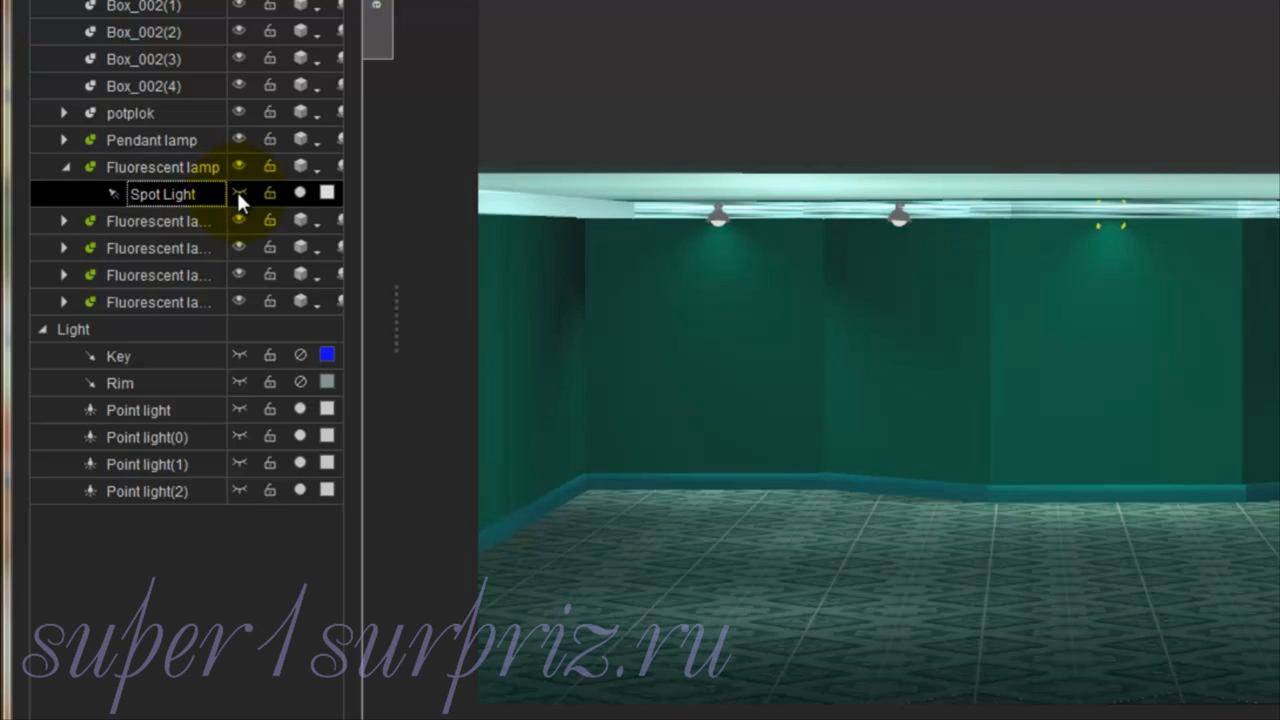 Box_002(1)
Box_002(2)
Box_002(3)
Box_002(4)
potplok
Pendant lamp
Fluorescent lamp
Spot Light
Fluorescent la...
Fluorescent la...
Fluorescent la...
Fluorescent la...
Light
Key
Rim
Point light
Point light(0)
Point light(1)
Point light(2)
super1surpriz.ru